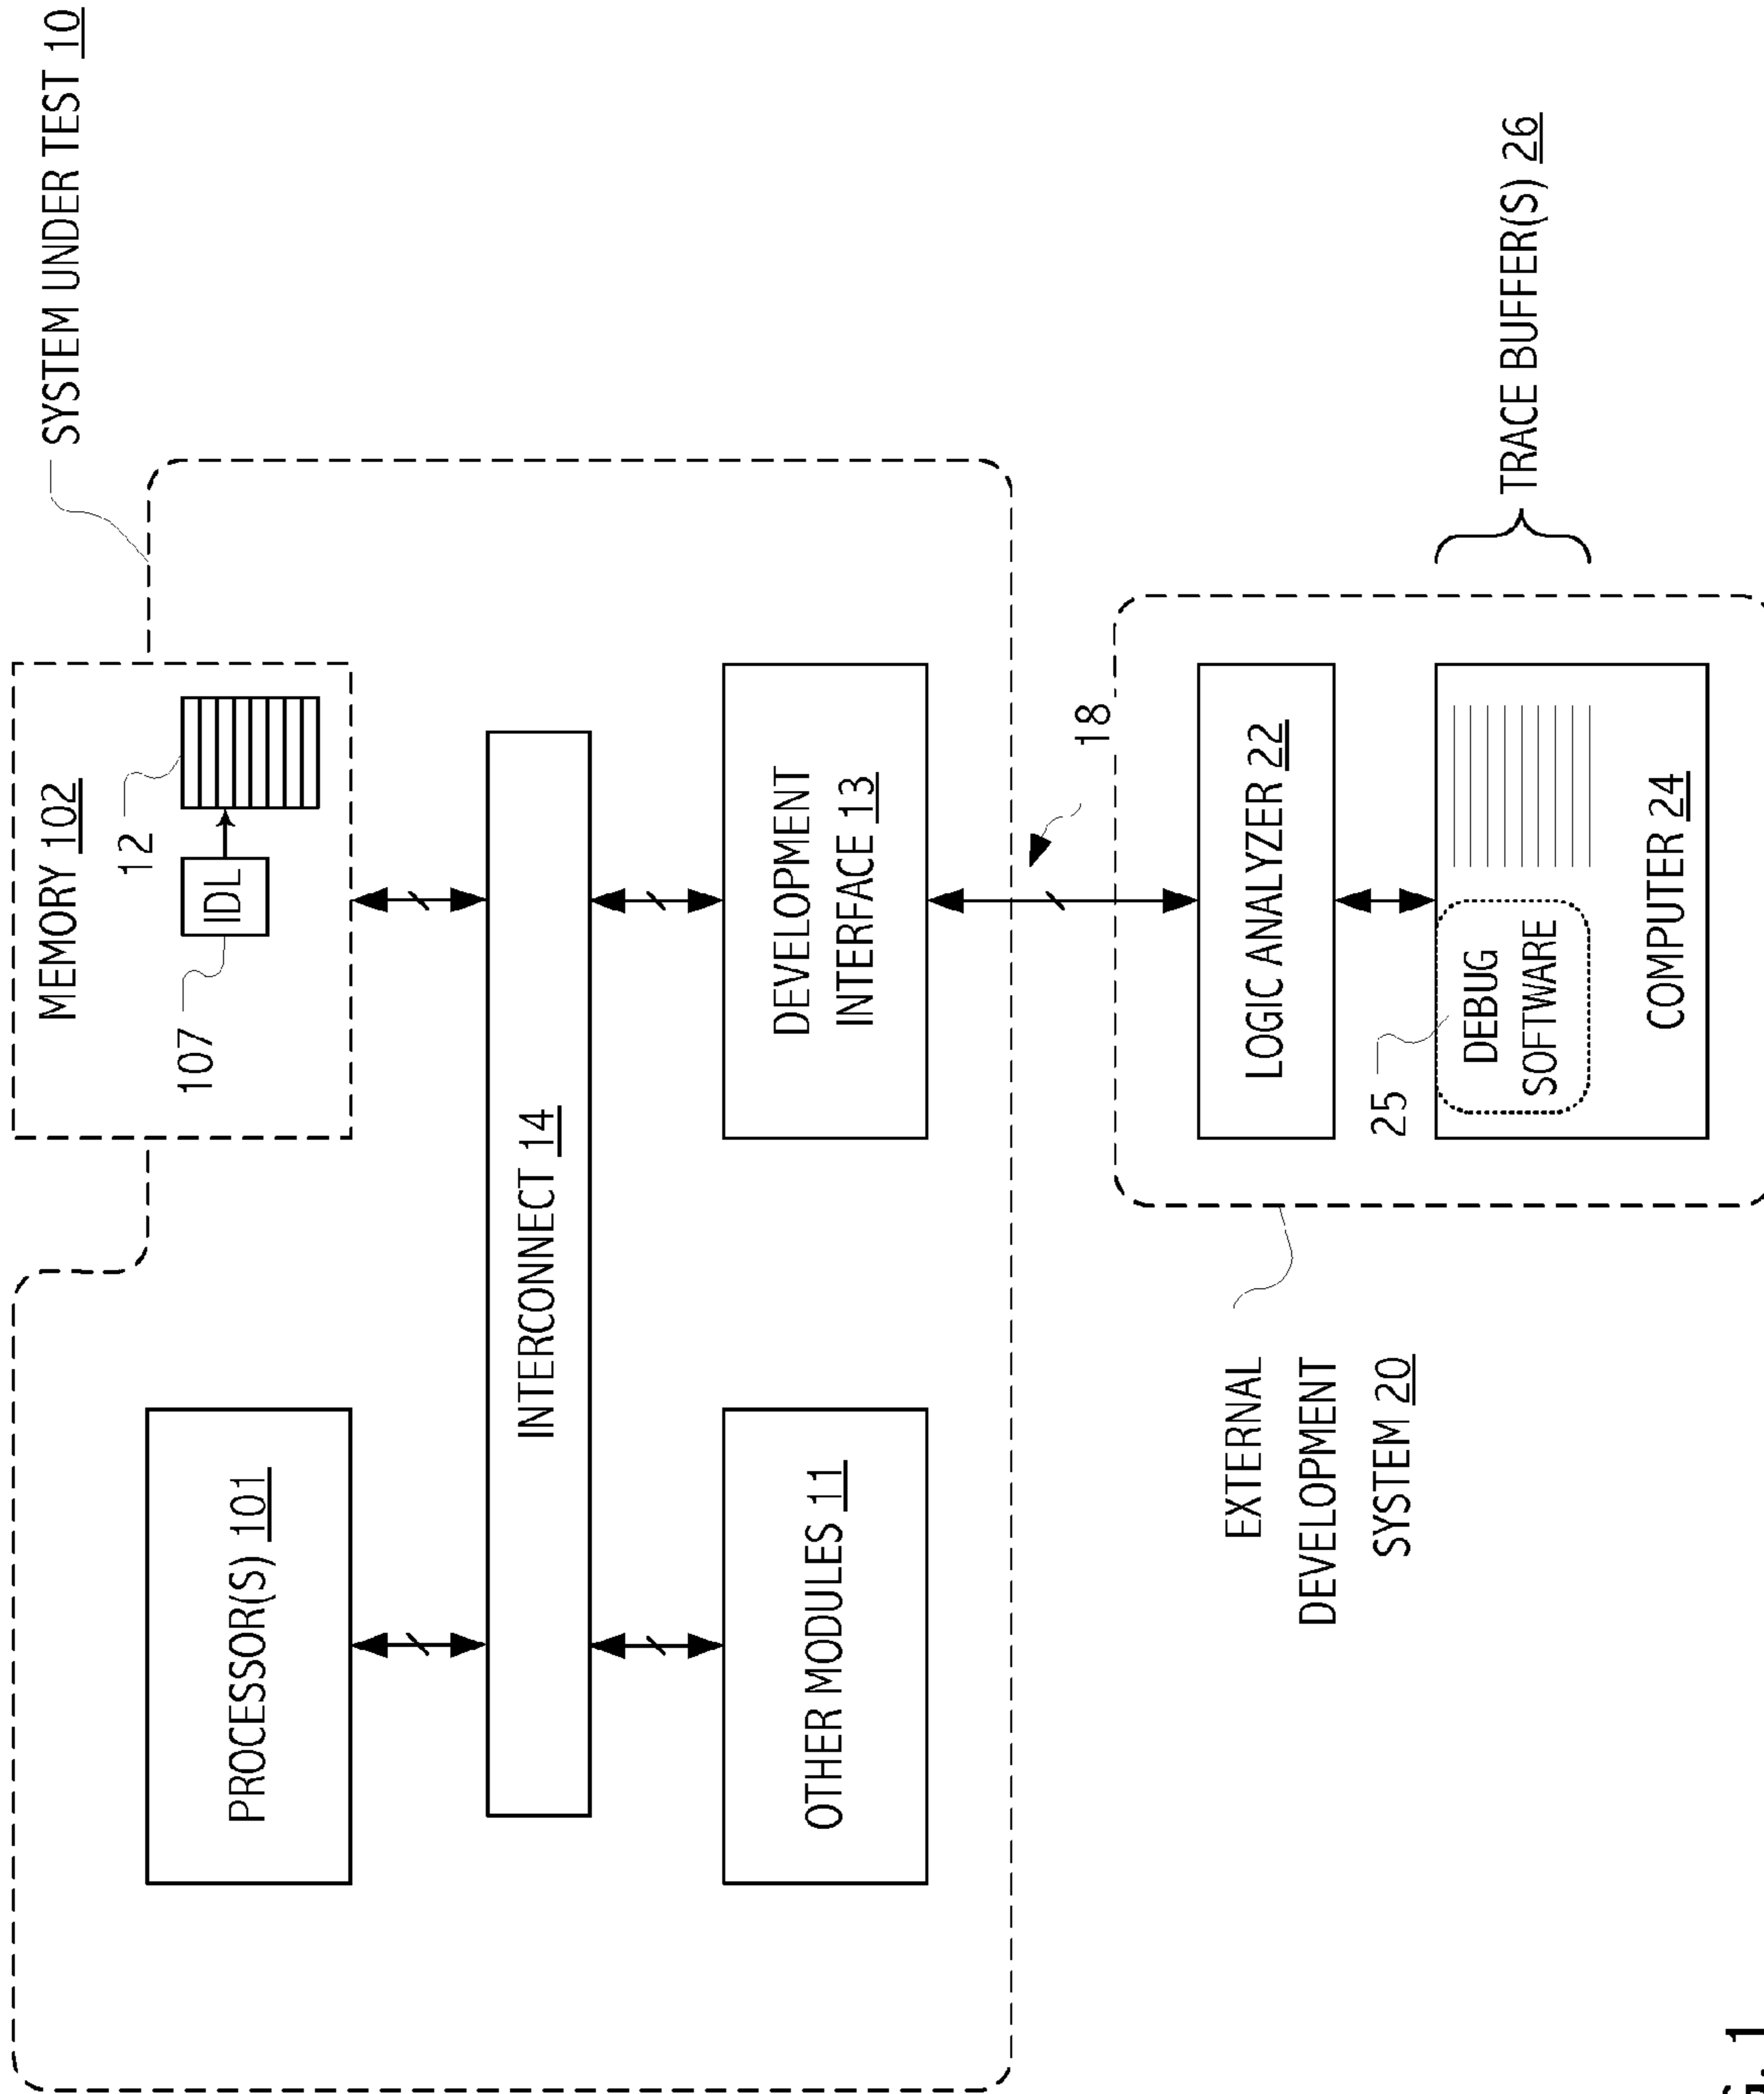 MEMORY 102
SYSTEM UNDER TEST 10
12
107
IDL
PROCESSOR(S) 101
INTERCONNECT 14
OTHER MODULES 11
DEVELOPMENT
INTERFACE 13
18
EXTERNAL
DEVELOPMENT
SYSTEM 20
LOGIC ANALYZER 22
25
DEBUG
SOFTWARE
TRACE BUFFER(S) 26
COMPUTER 24
1